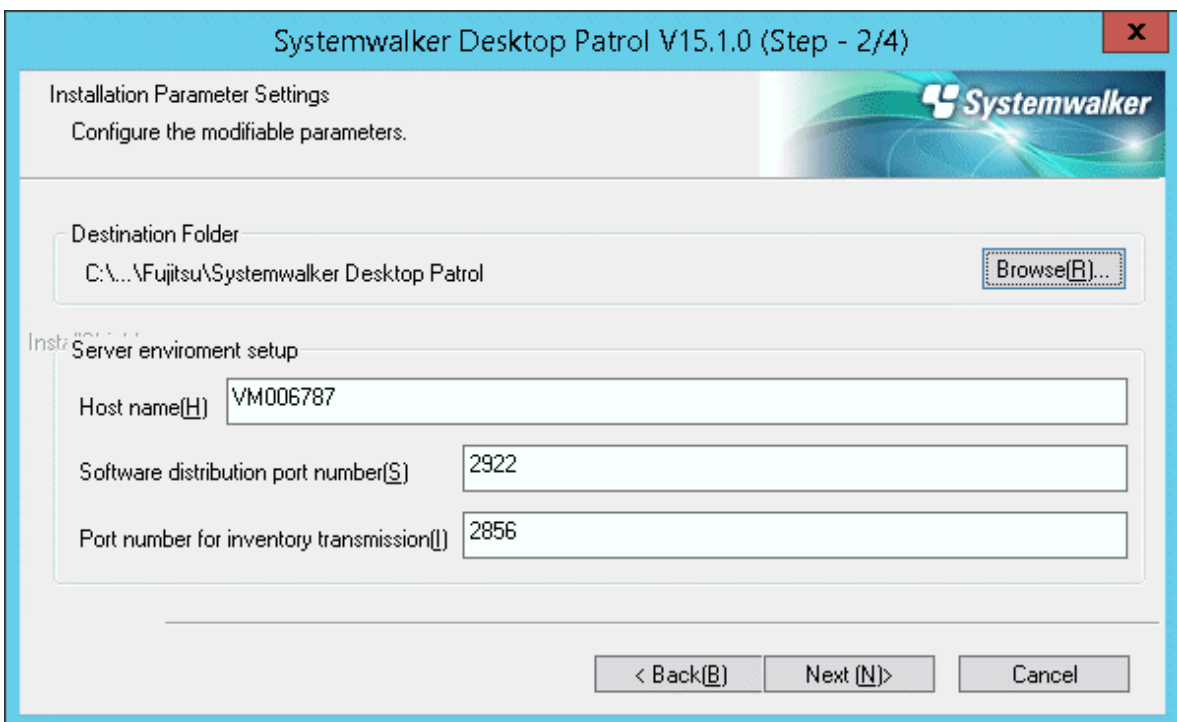 Systemwalker Desktop Patrol V15.1.0 (Step - 2/4)
x
Installation Parameter Settings
Configure the modifiable parameters.
Systemwalker
Destination Folder
C:\...\Fujitsu\Systemwalker Desktop Patrol
Browse(R)...
Server enviroment setup
Host name(H)
VM006787
Software distribution port number(S)
2922
Port number for inventory transmission(I)
2856
< Back(B)
Next (N)>
Cancel